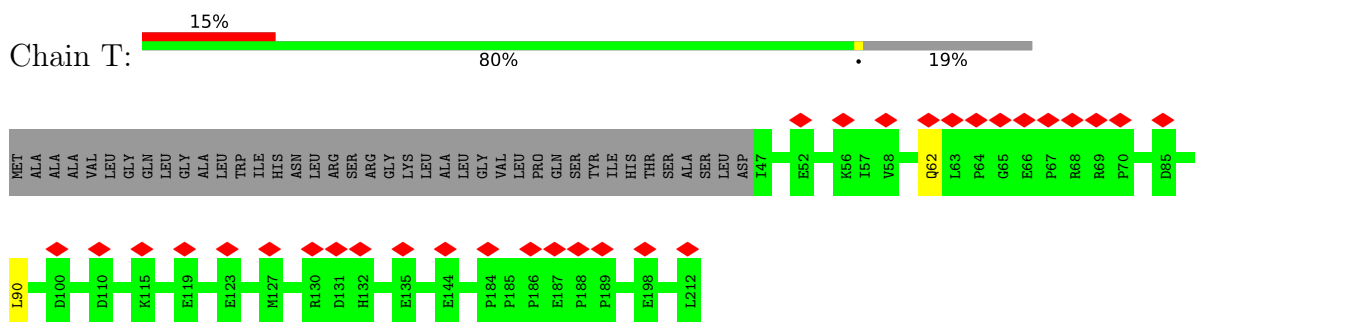 15%
Chain T:
80% • 19%
MET ALA ALA ALA VAL LEU GLY GLN LEU GLY ALA LEU TRP ILE HIS ASN LEU ARG SER ARG GLY LYS LEU ALA LEU GLY VAL LEU PRO GLN SER TYR ILE HIS THR SER ALA SER LEU ASP I47 E52 K56 I57 V58 Q62 L63 P64 G65 E66 P67 R68 R69 P70 D85
L90 D100 D110 K115 E119 E123 M127 R130 D131 H132 E135 E144 P184 P185 P186 E187 P188 P189 E198 L212